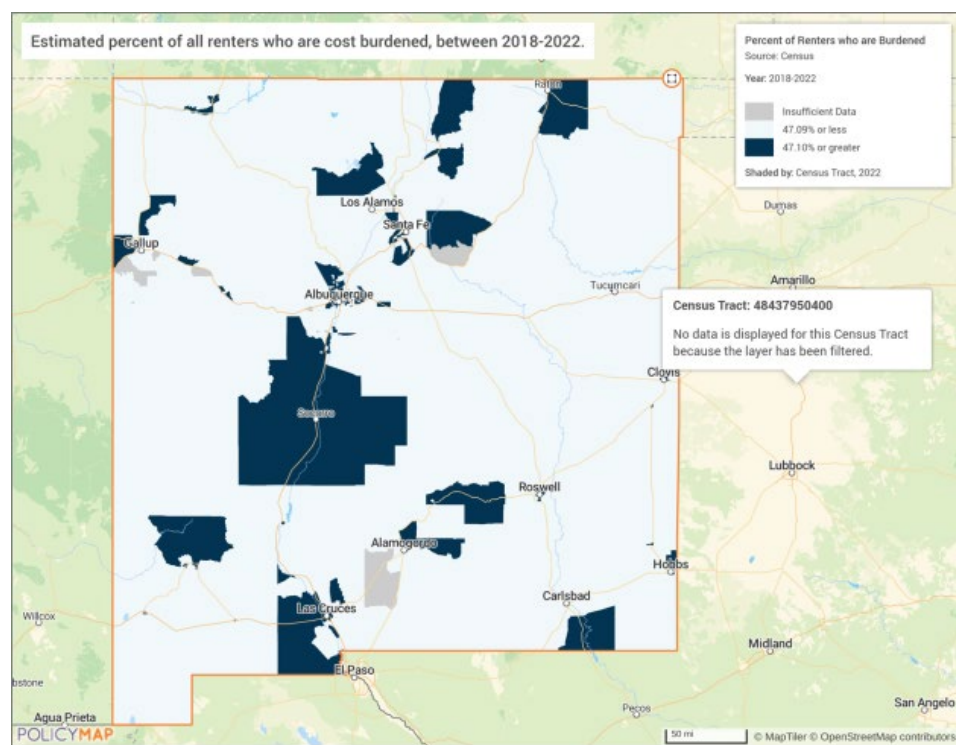 Estimated percent of all renters who are cost burdened, between 2018-2022.
Percent of Renters who are Burdened
Source: Census
Year: 2018-2022
Insufficient Data
47.09% or less
47.10% or greater
Shaded by: Census Tract, 2022
Raton
Dumas
Los Alamos
Santa Fe
Gallup
Amarillo
Tucumcari
Albuquerque
Census Tract: 48437950400
No data is displayed for this Census Tract
because the layer has been filtered.
Clovis
Socorro
Lubbock
Roswell
Alamogordo
Hobbs
Carlsbad
Las Cruces
Willcox
Midland
El Paso
bstone
San Angelo
Pecos
Agua Prieta
POLICYMAP
50 mi
© MapTiler © OpenStreetMap contributors